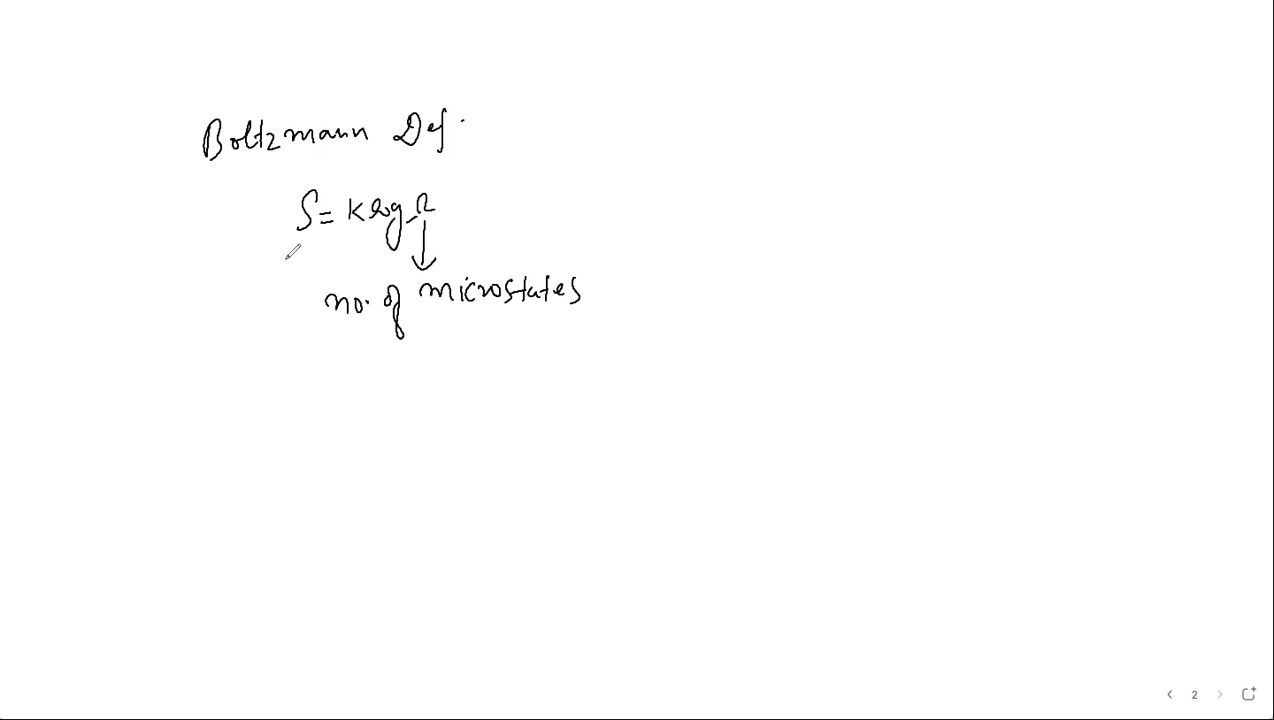 Boltzmann Def.
S = k log Ω
no. of microstates
2